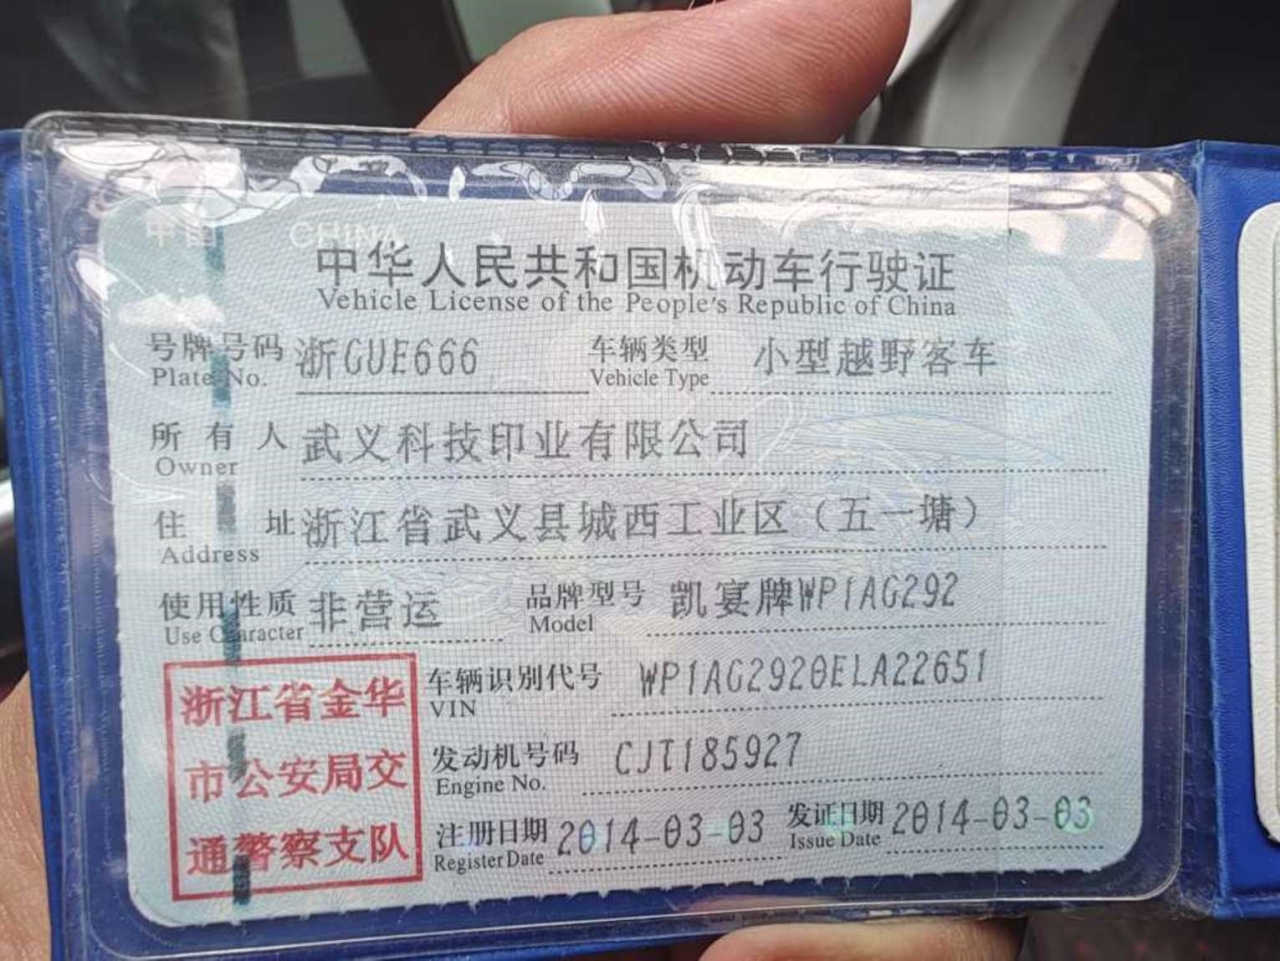 中国 CHINA
中华人民共和国机动车行驶证
Vehicle License of the People's Republic of China
号牌号码 浙GUE666 车辆类型 小型越野客车
Plate No. Vehicle Type
所有人 武义科技印业有限公司
Owner
住址 浙江省武义县城西工业区（五一塘）
Address
使用性质 非营运 品牌型号 凯宴牌WP1AG292
Use Character Model
浙江省金华
市公安局交
通警察支队
车辆识别代号 WP1AG2920ELA22651
VIN
发动机号码 CJT185927
Engine No.
注册日期 2014-03-03 发证日期 2014-03-03
Register Date Issue Date